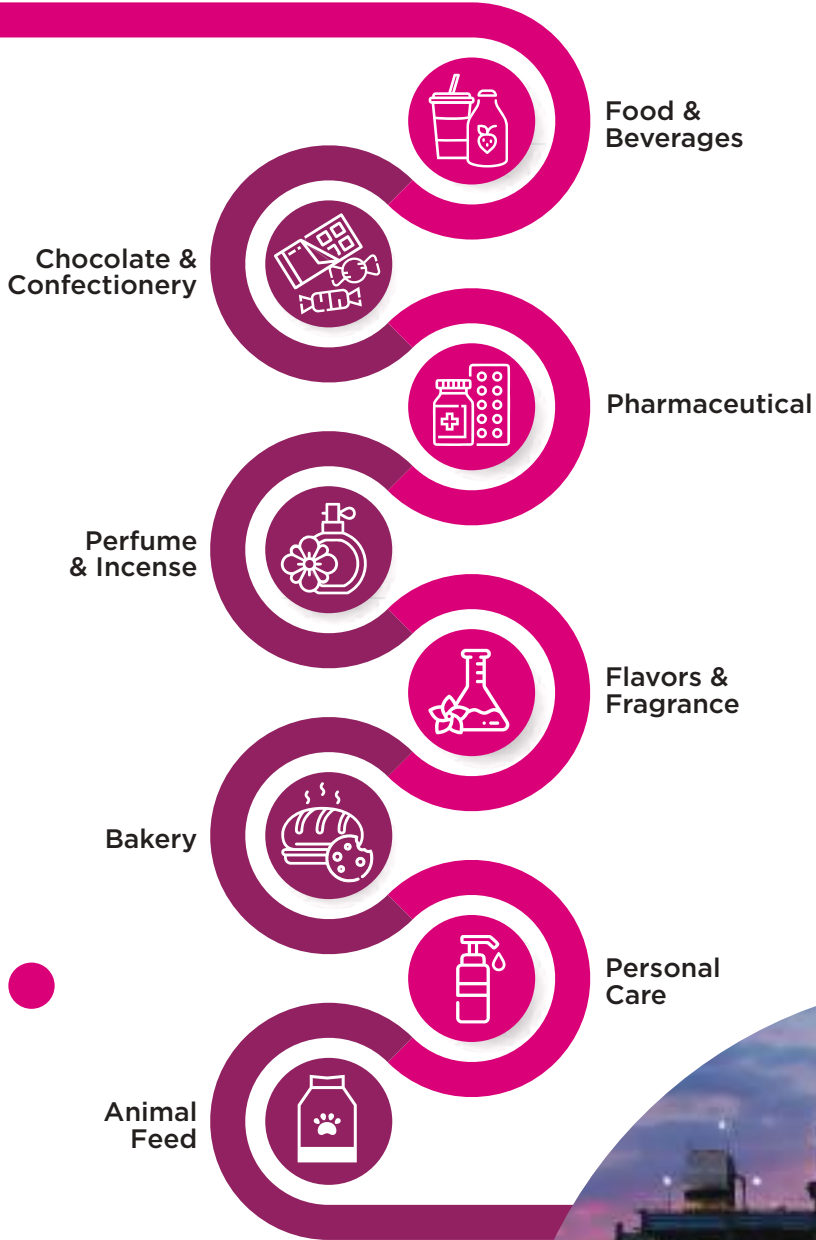 Food &
Beverages
Chocolate &
Confectionery
Pharmaceutical
Perfume
& Incense
Flavors &
Fragrance
Bakery
Personal
Care
Animal
Feed